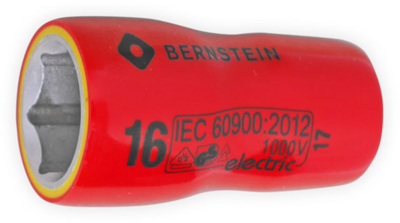 BERNSTEIN
16
IEC 60900:2012
1000V
electric
17